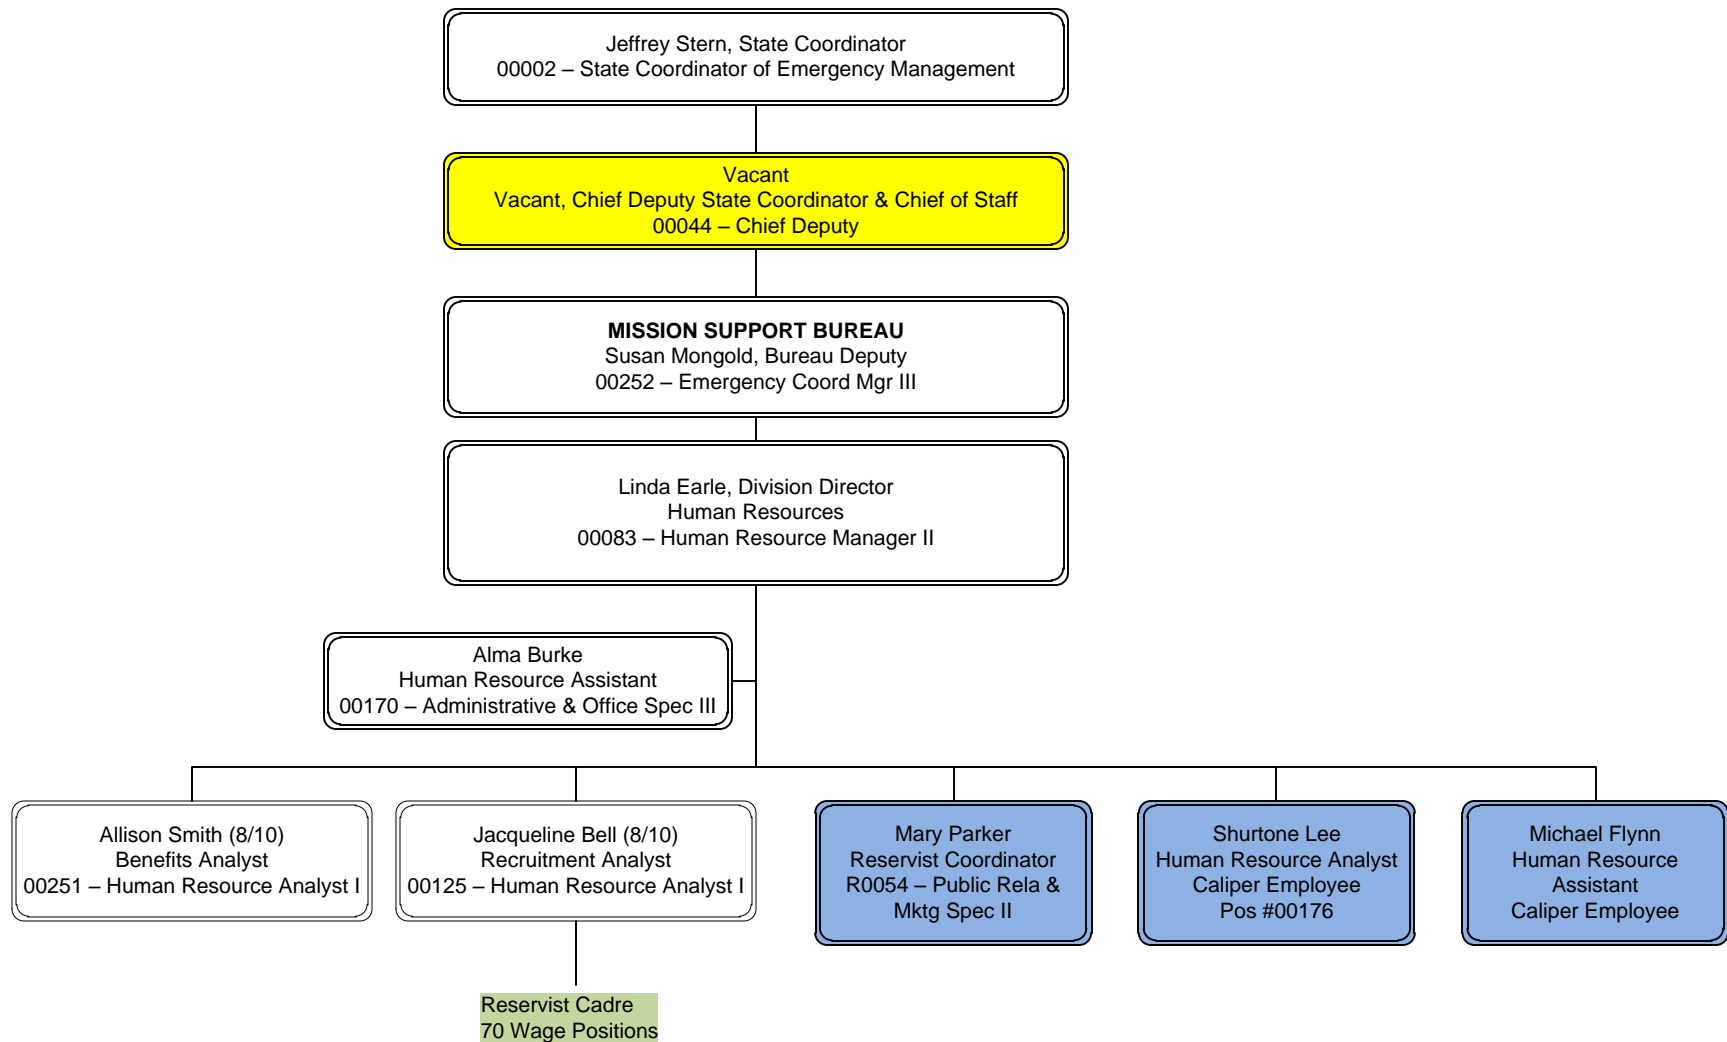 Jeffrey Stern, State Coordinator
00002 – State Coordinator of Emergency Management
Vacant
Vacant, Chief Deputy State Coordinator & Chief of Staff
00044 – Chief Deputy
MISSION SUPPORT BUREAU
Susan Mongold, Bureau Deputy
00252 – Emergency Coord Mgr III
Linda Earle, Division Director
Human Resources
00083 – Human Resource Manager II
Alma Burke
Human Resource Assistant
00170 – Administrative & Office Spec III
Allison Smith (8/10)
Benefits Analyst
00251 – Human Resource Analyst I
Jacqueline Bell (8/10)
Recruitment Analyst
00125 – Human Resource Analyst I
Mary Parker
Reservist Coordinator
R0054 – Public Rela &
Mktg Spec II
Shurtone Lee
Human Resource Analyst
Caliper Employee
Pos #00176
Michael Flynn
Human Resource
Assistant
Caliper Employee
Reservist Cadre
70 Wage Positions